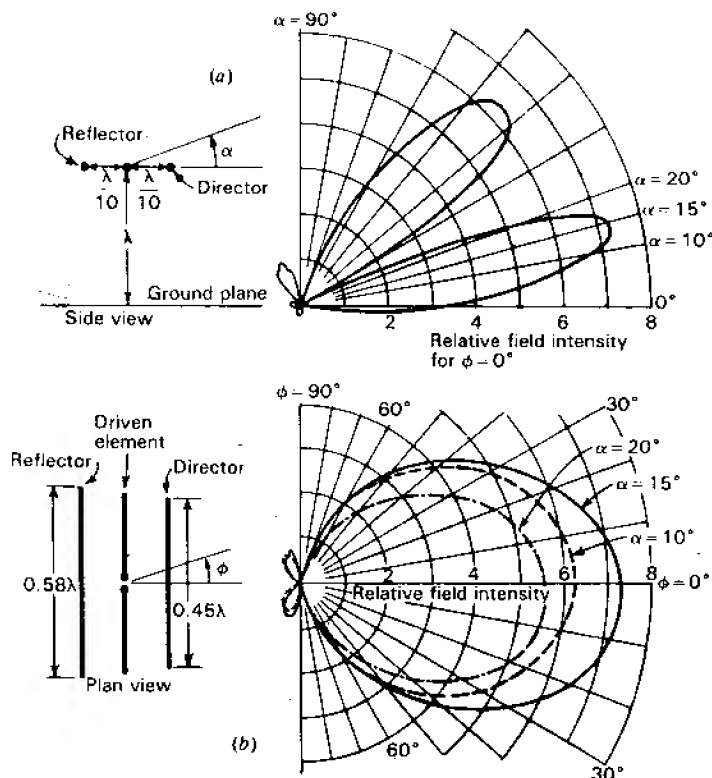 α = 90°
(a)
Reflector
α
λ/10
λ/10
Director
λ
Ground plane
Side view
α = 20°
α = 15°
α = 10°
0°
2
4
6
8
Relative field intensity
for ϕ = 0°
ϕ = 90°
60°
30°
α = 20°
α = 15°
α = 10°
Driven
element
Reflector
Director
ϕ
0.58λ
0.45λ
Plan view
Relative field intensity
2
4
6
8
ϕ = 0°
(b)
60°
30°